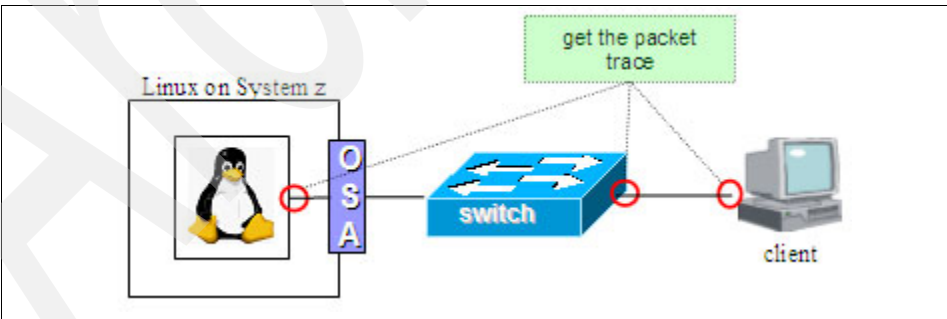 get the packet
trace
Linux on System z
O
S
A
switch
client